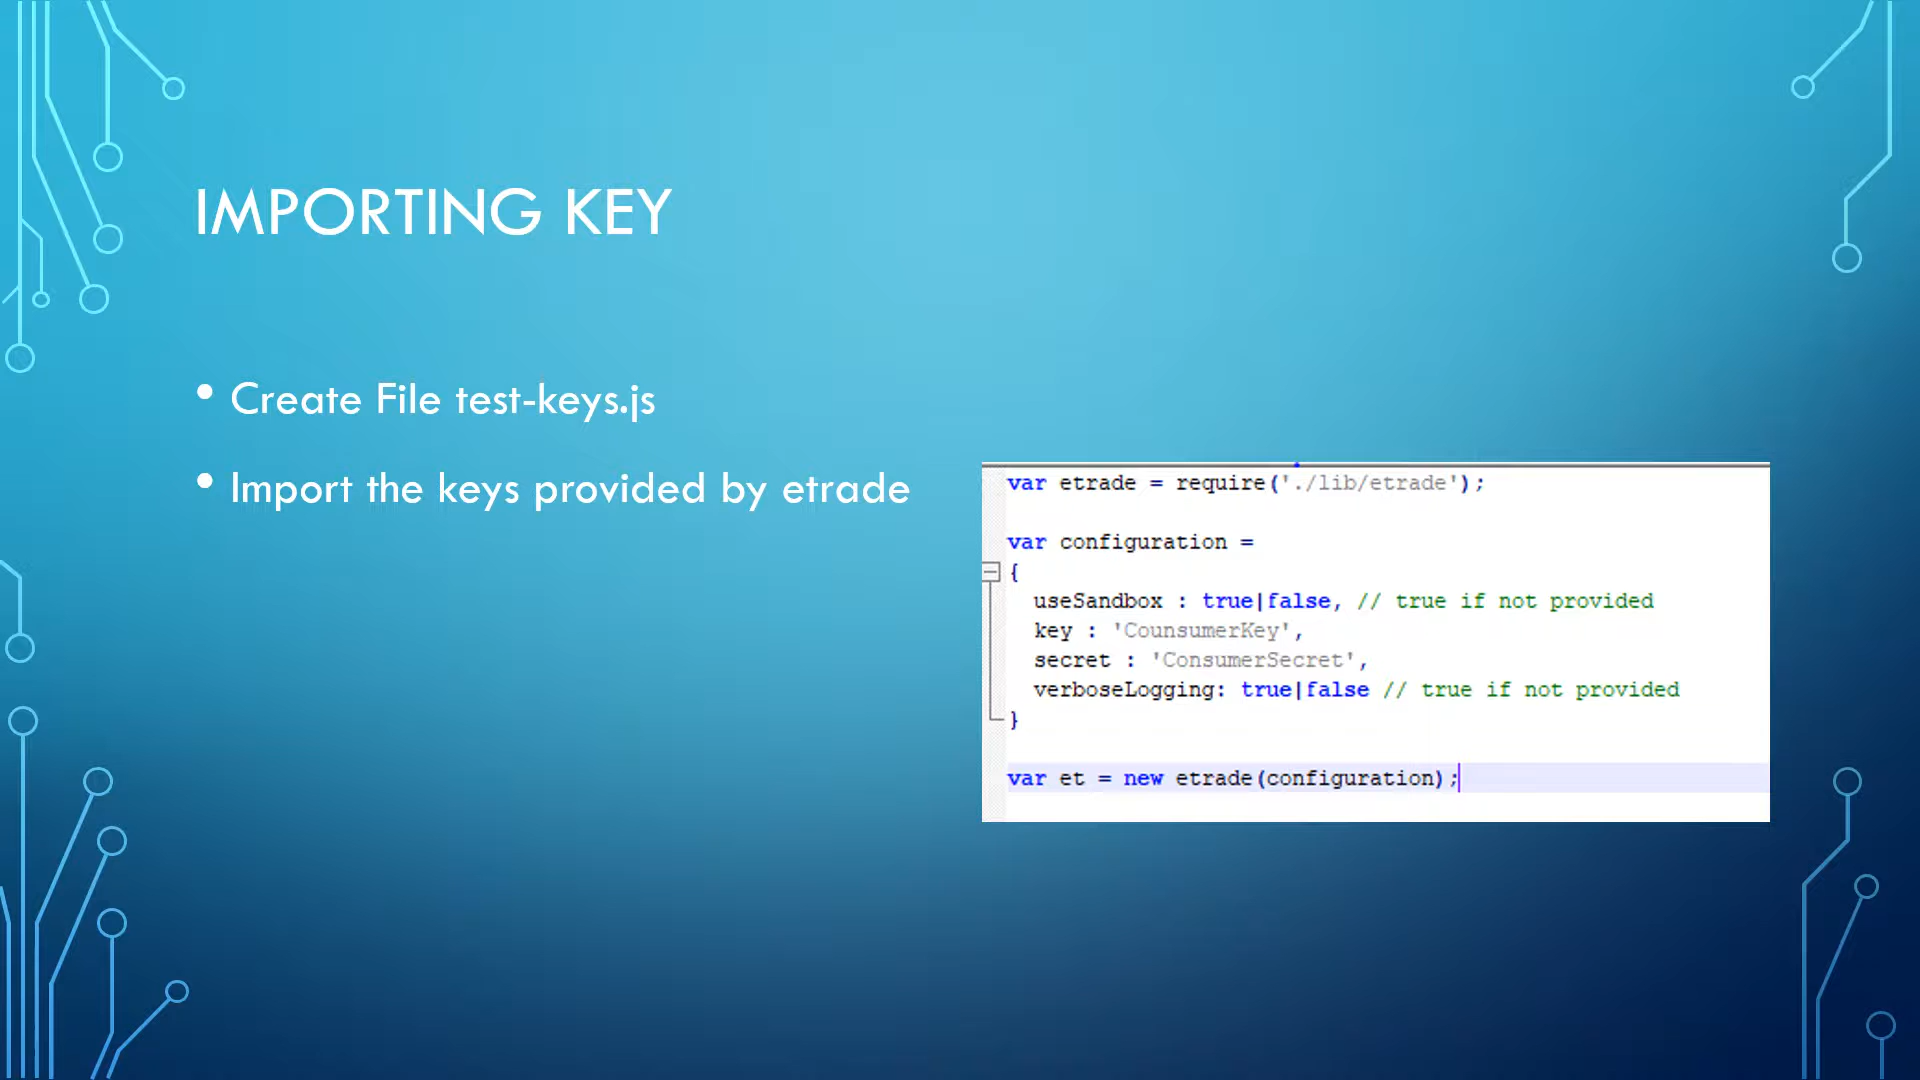 IMPORTING KEY
• Create File test-keys.js
• Import the keys provided by etrade
var etrade = require('./lib/etrade');
var configuration =
{
useSandbox : true|false, // true if not provided
key : 'CounsumerKey',
secret : 'ConsumerSecret',
verboseLogging: true|false // true if not provided
}
var et = new etrade(configuration);